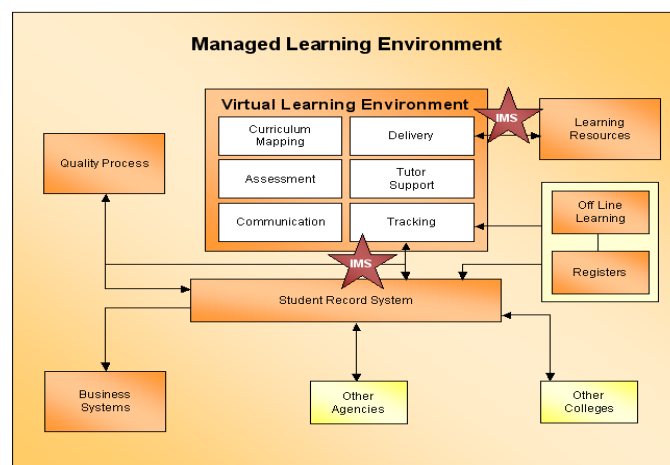 Managed Learning Environment
Virtual Learning Environment
Curriculum
Mapping
Delivery
Assessment
Tutor
Support
Communication
Tracking
IMS
Learning
Resources
Quality Process
Off Line
Learning
Registers
IMS
Student Record System
Business
Systems
Other
Agencies
Other
Colleges